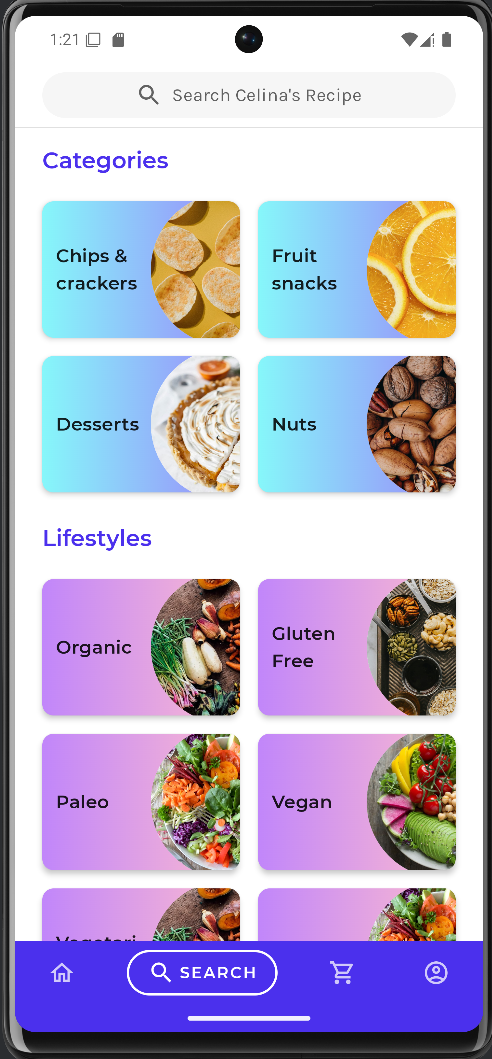 1:21
Search Celina's Recipe
Categories
Chips &
crackers
Fruit
snacks
Desserts
Nuts
Lifestyles
Organic
Gluten
Free
Paleo
Vegan
Vegetari
SEARCH